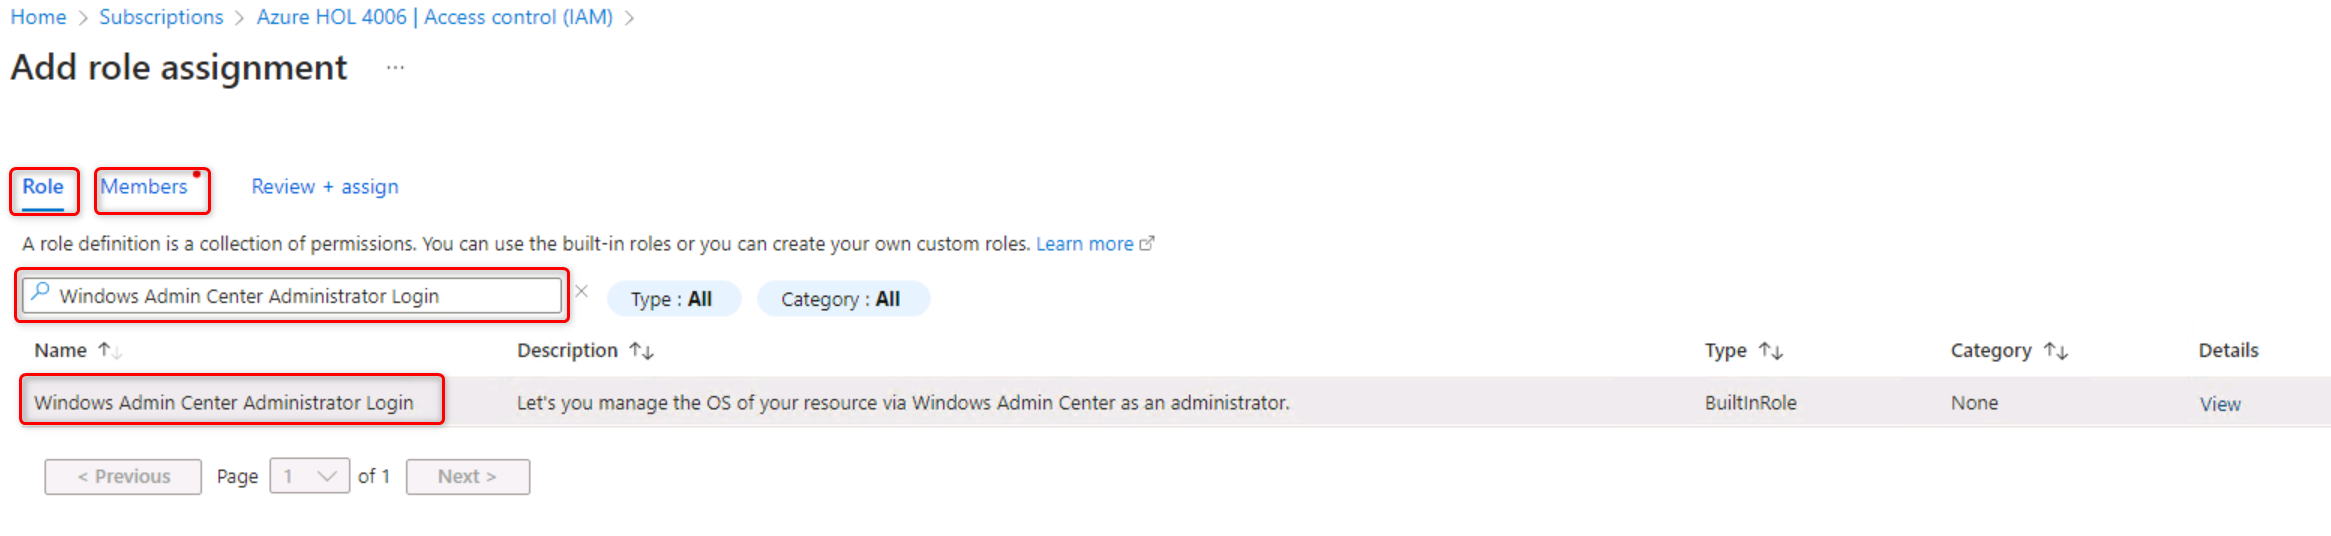 Home > Subscriptions > Azure HOL 4006 | Access control (IAM) >
Add role assignment ...
Role Members Review + assign
A role definition is a collection of permissions. You can use the built-in roles or you can create your own custom roles. Learn more
Windows Admin Center Administrator Login × Type : All Category : All
Name ↑↓ Description ↑↓ Type ↑↓ Category ↑↓ Details
Windows Admin Center Administrator Login Let's you manage the OS of your resource via Windows Admin Center as an administrator. BuiltInRole None View
< Previous Page 1 of 1 Next >